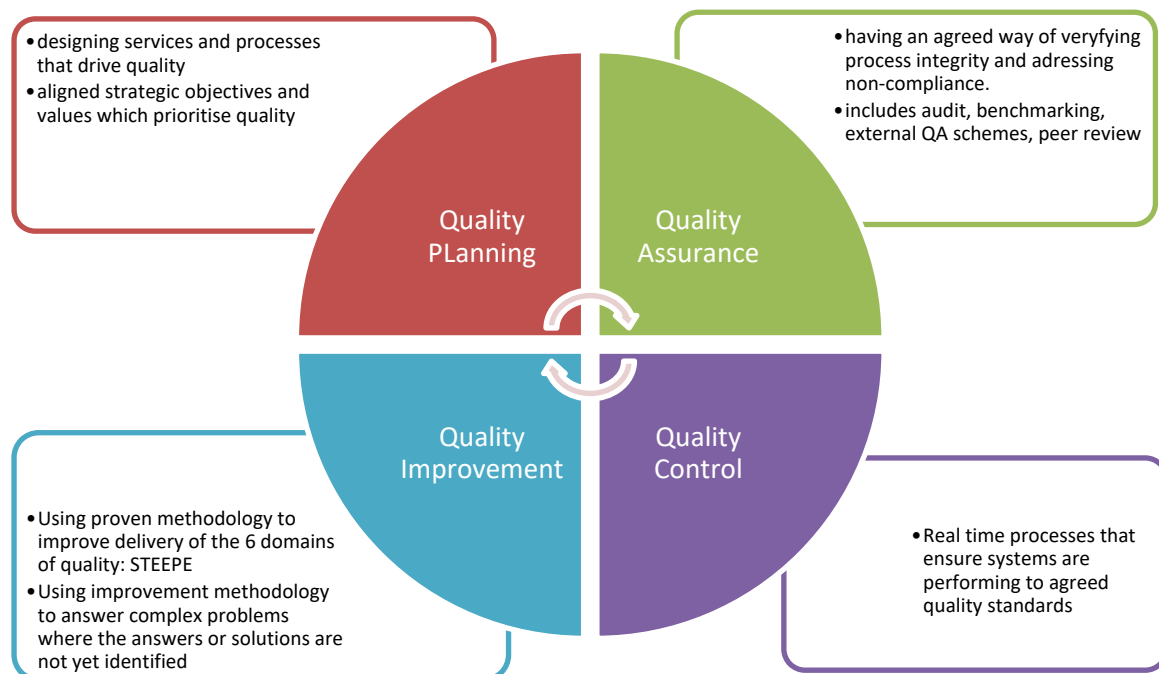 •designing services and processes
that drive quality
•aligned strategic objectives and
values which prioritise quality
•having an agreed way of veryfying
process integrity and adressing
non-compliance.
•includes audit, benchmarking,
external QA schemes, peer review
Quality
PLanning
Quality
Assurance
Quality
Improvement
Quality
Control
•Using proven methodology to
improve delivery of the 6 domains
of quality: STEEPE
•Using improvement methodology
to answer complex problems
where the answers or solutions are
not yet identified
•Real time processes that
ensure systems are
performing to agreed
quality standards